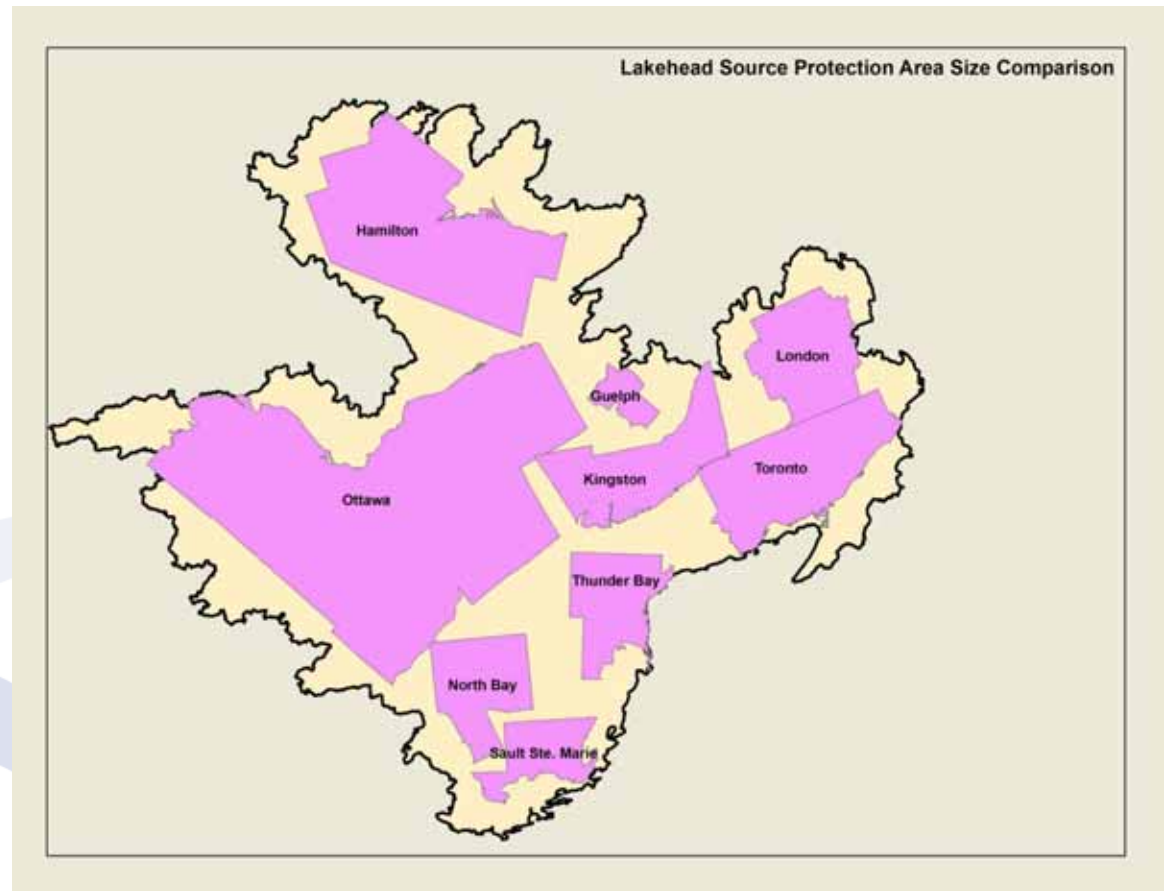 Lakehead Source Protection Area Size Comparison
Hamilton
London
Guelph
Toronto
Kingston
Ottawa
Thunder Bay
North Bay
Sault Ste. Marie